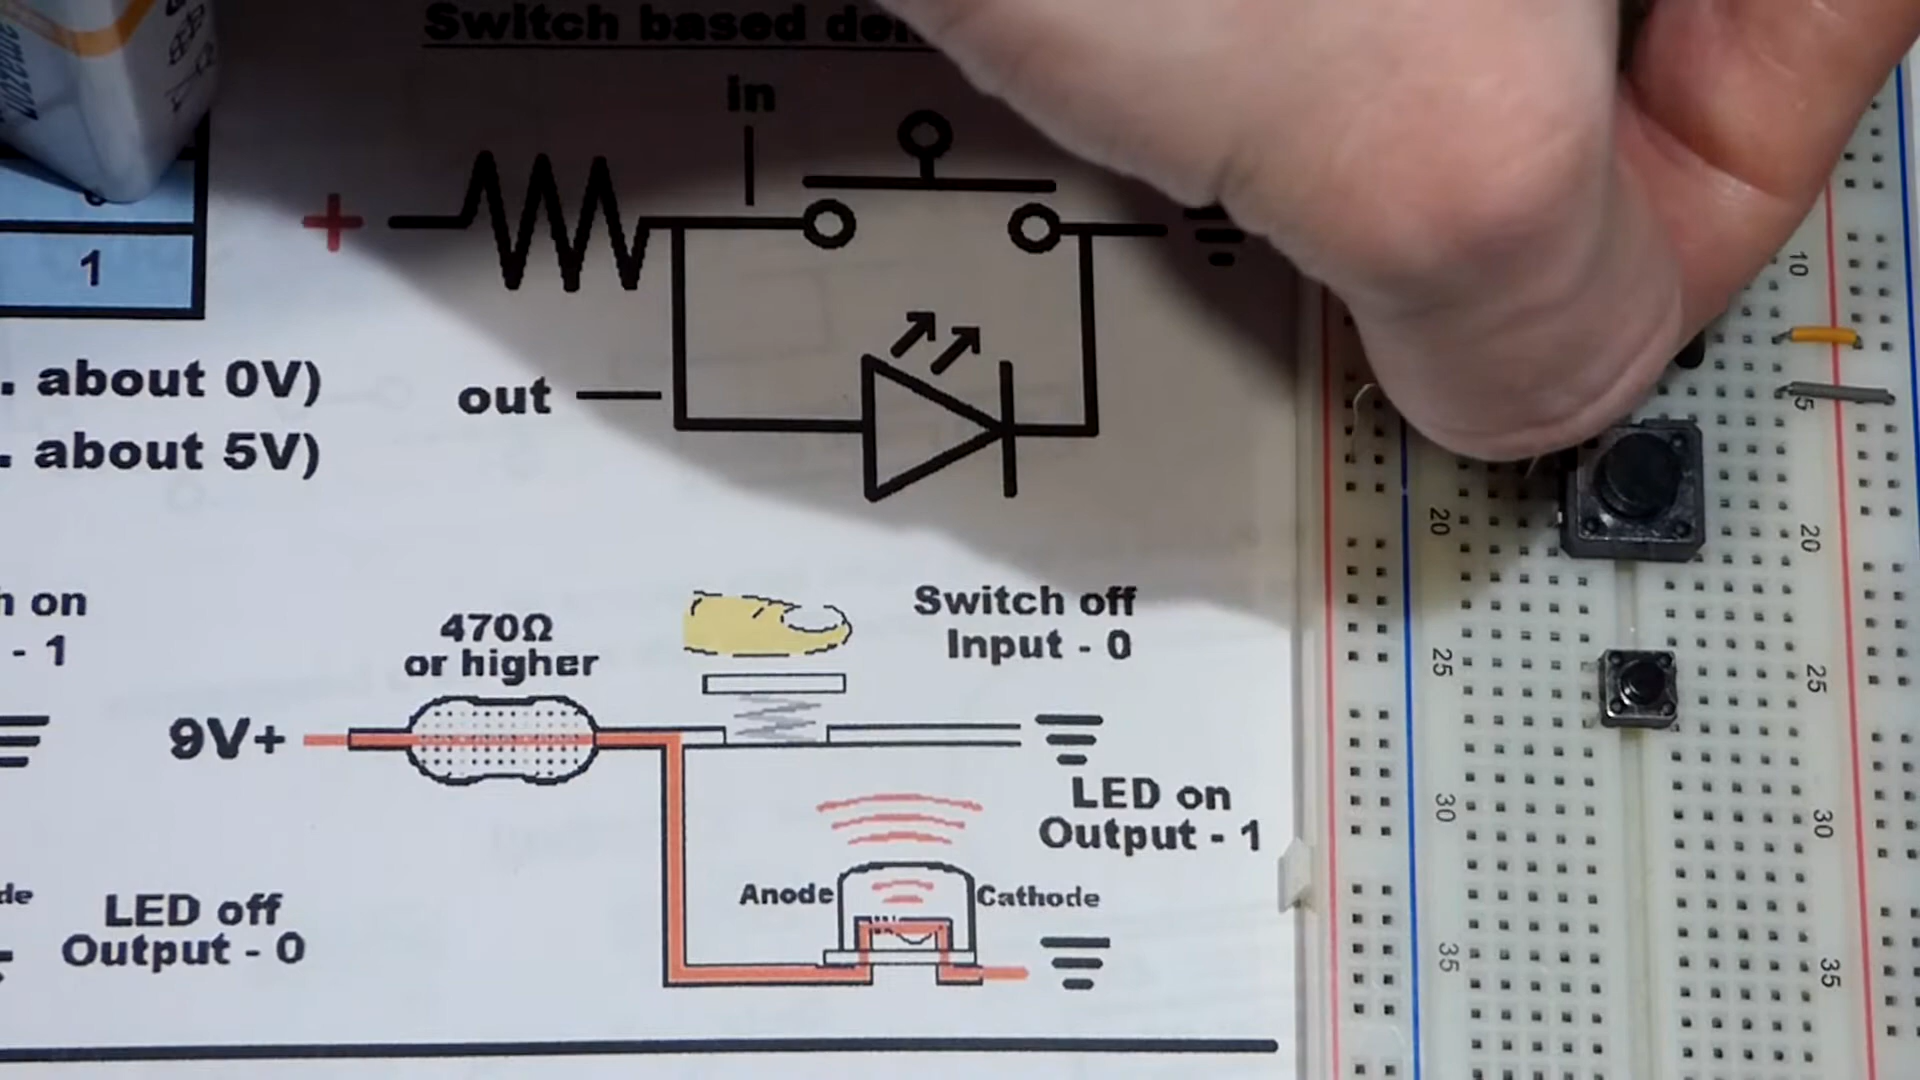 Switch based de
in
+
1
. about 0V)
out
. about 5V)
h on
- 1
470Ω
or higher
Switch off
Input - 0
9V+
LED on
Output - 1
Anode
Cathode
de
LED off
Output - 0
10
15
20
20
25
25
30
30
35
35